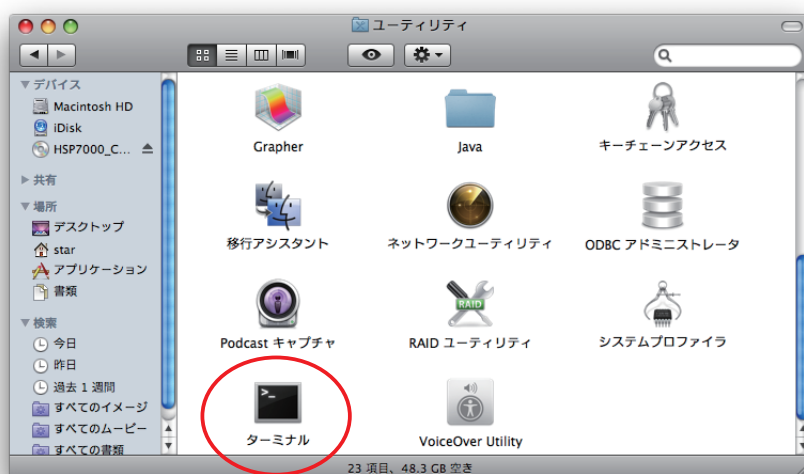 ユーティリティ
デバイス
Macintosh HD
iDisk
HSP7000_C...
共有
場所
デスクトップ
star
アプリケーション
書類
検索
今日
昨日
過去 1 週間
すべてのイメージ
すべてのムービー
すべての書類
Grapher
Java
キーチェーンアクセス
移行アシスタント
ネットワークユーティリティ
ODBC アドミニストレータ
Podcast キャプチャ
RAID
RAID ユーティリティ
システムプロファイラ
>_
ターミナル
VoiceOver Utility
23 項目、48.3 GB 空き